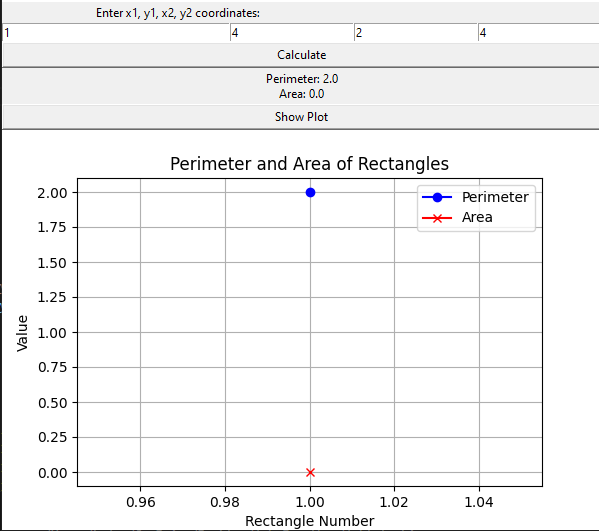 Enter x1, y1, x2, y2 coordinates:
1 4 2 4
Calculate
Perimeter: 2.0
Area: 0.0
Show Plot
Perimeter and Area of Rectangles
2.00
1.75
1.50
1.25
1.00
0.75
0.50
0.25
0.00
Value
Perimeter
Area
0.96 0.98 1.00 1.02 1.04
Rectangle Number